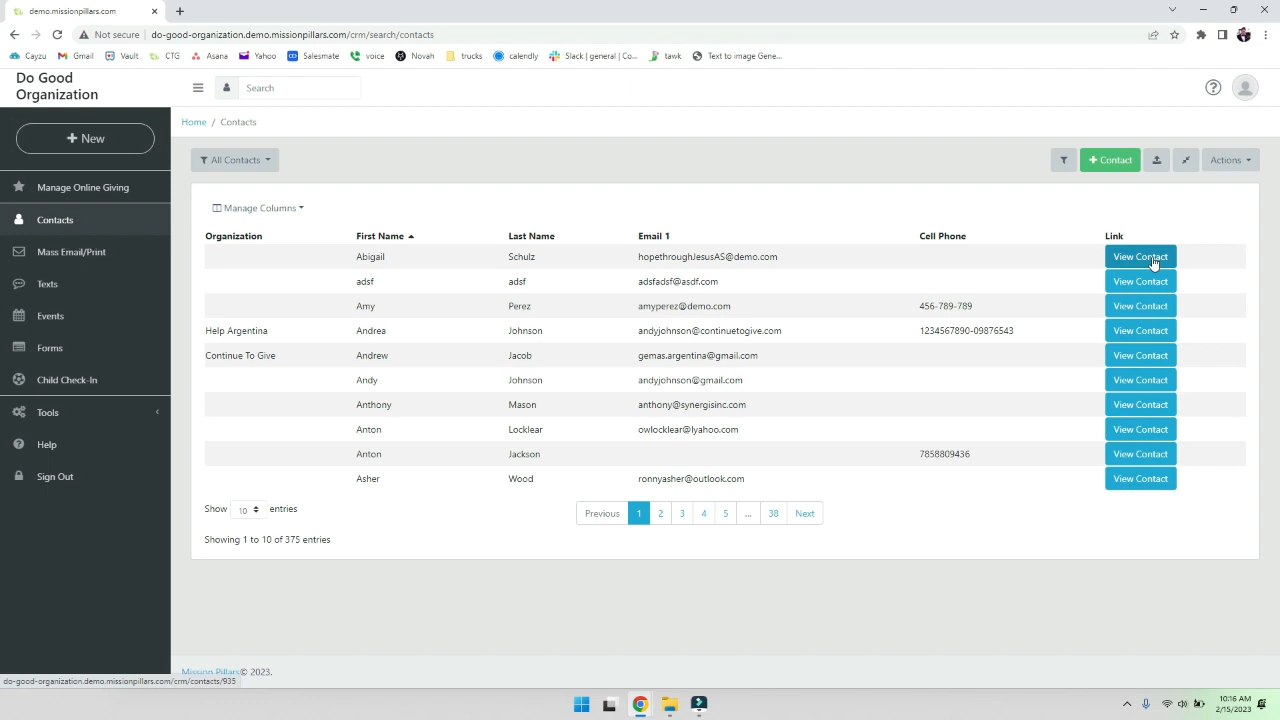 demo.missionpillars.com
Not secure | do-good-organization.demo.missionpillars.com/crm/search/contacts
Cayzu Gmail Vault CTG Asana Yahoo Salesmate voice Novah trucks calendly Slack | general | Co... tawk Text to image Gene...
Do Good
Organization
Search
Home / Contacts
+ New
All Contacts
+ Contact
Actions
Manage Online Giving
Contacts
Mass Email/Print
Texts
Events
Forms
Child Check-In
Tools
Help
Sign Out
Manage Columns
Organization First Name Last Name Email 1 Cell Phone Link
Abigail Schulz hopethroughJesusAS@demo.com View Contact
adsf adsf adsfadsf@asdf.com View Contact
Amy Perez amyperez@demo.com 456-789-789 View Contact
Help Argentina Andrea Johnson andyjohnson@continuetogive.com 1234567890-09876543 View Contact
Continue To Give Andrew Jacob gemas.argentina@gmail.com View Contact
Andy Johnson andyjohnson@gmail.com View Contact
Anthony Mason anthony@synergisinc.com View Contact
Anton Locklear owlocklear@lyahoo.com View Contact
Anton Jackson 7858809436 View Contact
Asher Wood ronnyasher@outlook.com View Contact
Show 10 entries
Previous 1 2 3 4 5 ... 38 Next
Showing 1 to 10 of 375 entries
Mission Pillars© 2023.
do-good-organization.demo.missionpillars.com/crm/contacts/935
10:16 AM
2/15/2023